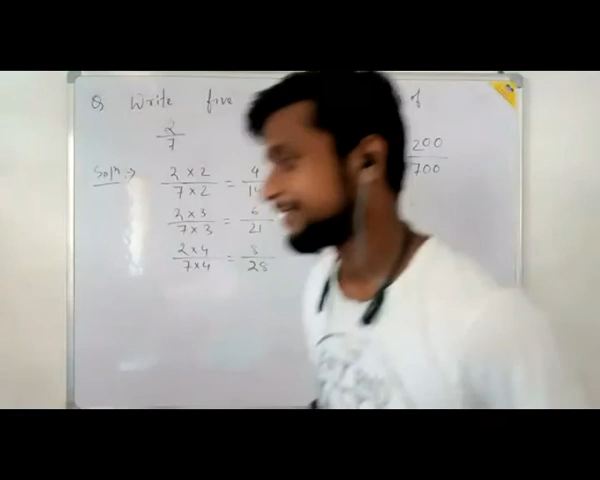 Q Write five of
2/7
Solⁿ :⇒ 2 × 2 / 7 × 2 = 4/14 200/700
2 × 3 / 7 × 3 = 6/21
2 × 4 / 7 × 4 = 8/28